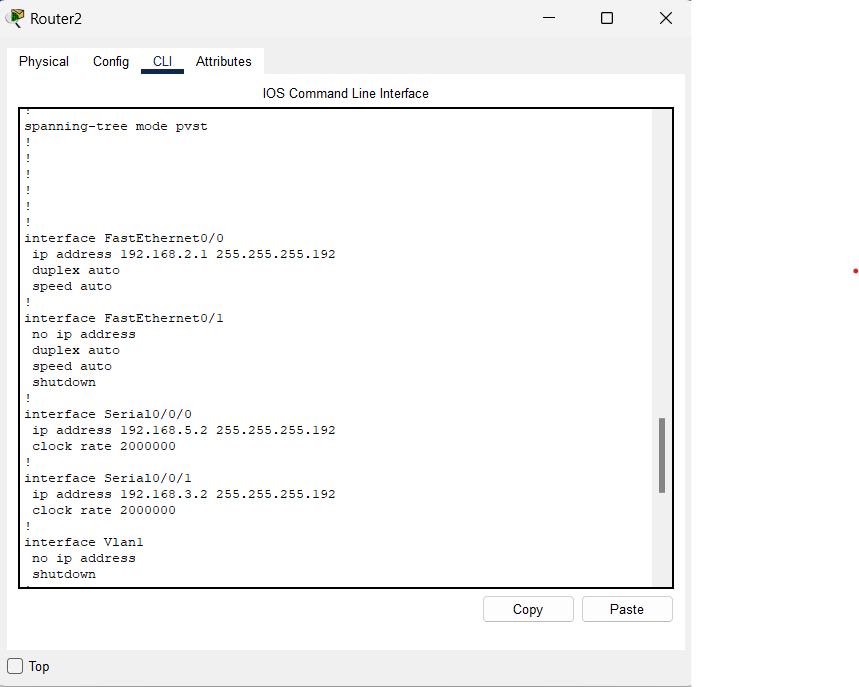 Router2
Physical Config CLI Attributes
IOS Command Line Interface
!
spanning-tree mode pvst
!
!
!
!
!
!
interface FastEthernet0/0
ip address 192.168.2.1 255.255.255.192
duplex auto
speed auto
!
interface FastEthernet0/1
no ip address
duplex auto
speed auto
shutdown
!
interface Serial0/0/0
ip address 192.168.5.2 255.255.255.192
clock rate 2000000
!
interface Serial0/0/1
ip address 192.168.3.2 255.255.255.192
clock rate 2000000
!
interface Vlan1
no ip address
shutdown
Copy Paste
Top